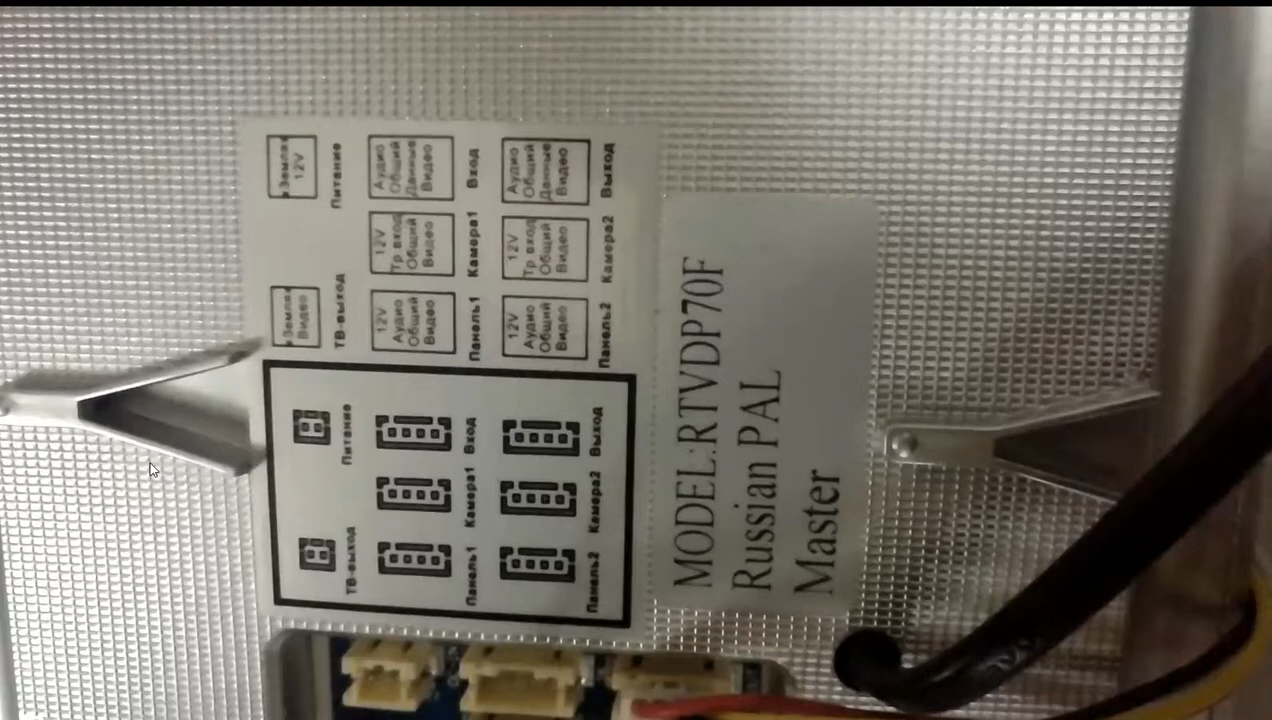 ТВ-выход Питание
Панель1 Камера1 Вход
Панель2 Камера2 Выход
Земля
Видео
ТВ-выход
Земля
12V
Питание
12V
Аудио
Общий
Видео
Панель1
12V
Тр вход
Общий
Видео
Камера1
Аудио
Общий
Данные
Видео
Вход
12V
Аудио
Общий
Видео
Панель2
12V
Тр вход
Общий
Видео
Камера2
Аудио
Общий
Данные
Видео
Выход
MODEL:RTVDP70F
Russian PAL
Master